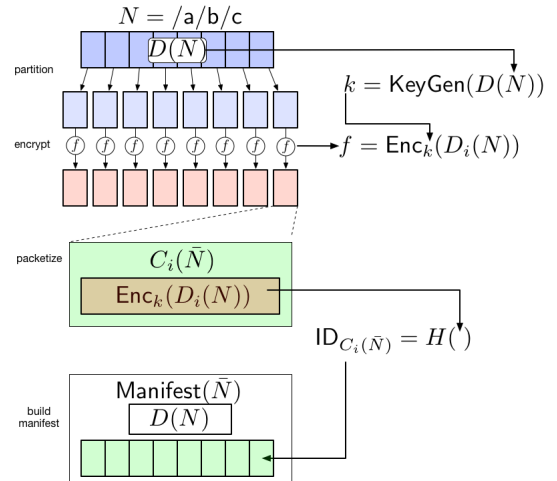 N = /a/b/c
D(N)
partition
k = KeyGen(D(N))
encrypt
f f f f f f f f
f = Enc_k(D_i(N))
packetize
C_i(N̄)
Enc_k(D_i(N))
ID_{C_i(N̄)} = H( )
Manifest(N̄)
build
manifest
D(N)